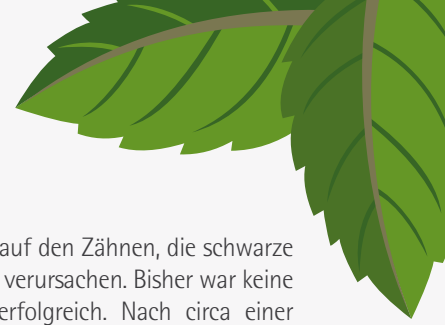 auf den Zähnen, die schwarze
verursachen. Bisher war keine
erfolgreich. Nach circa einer